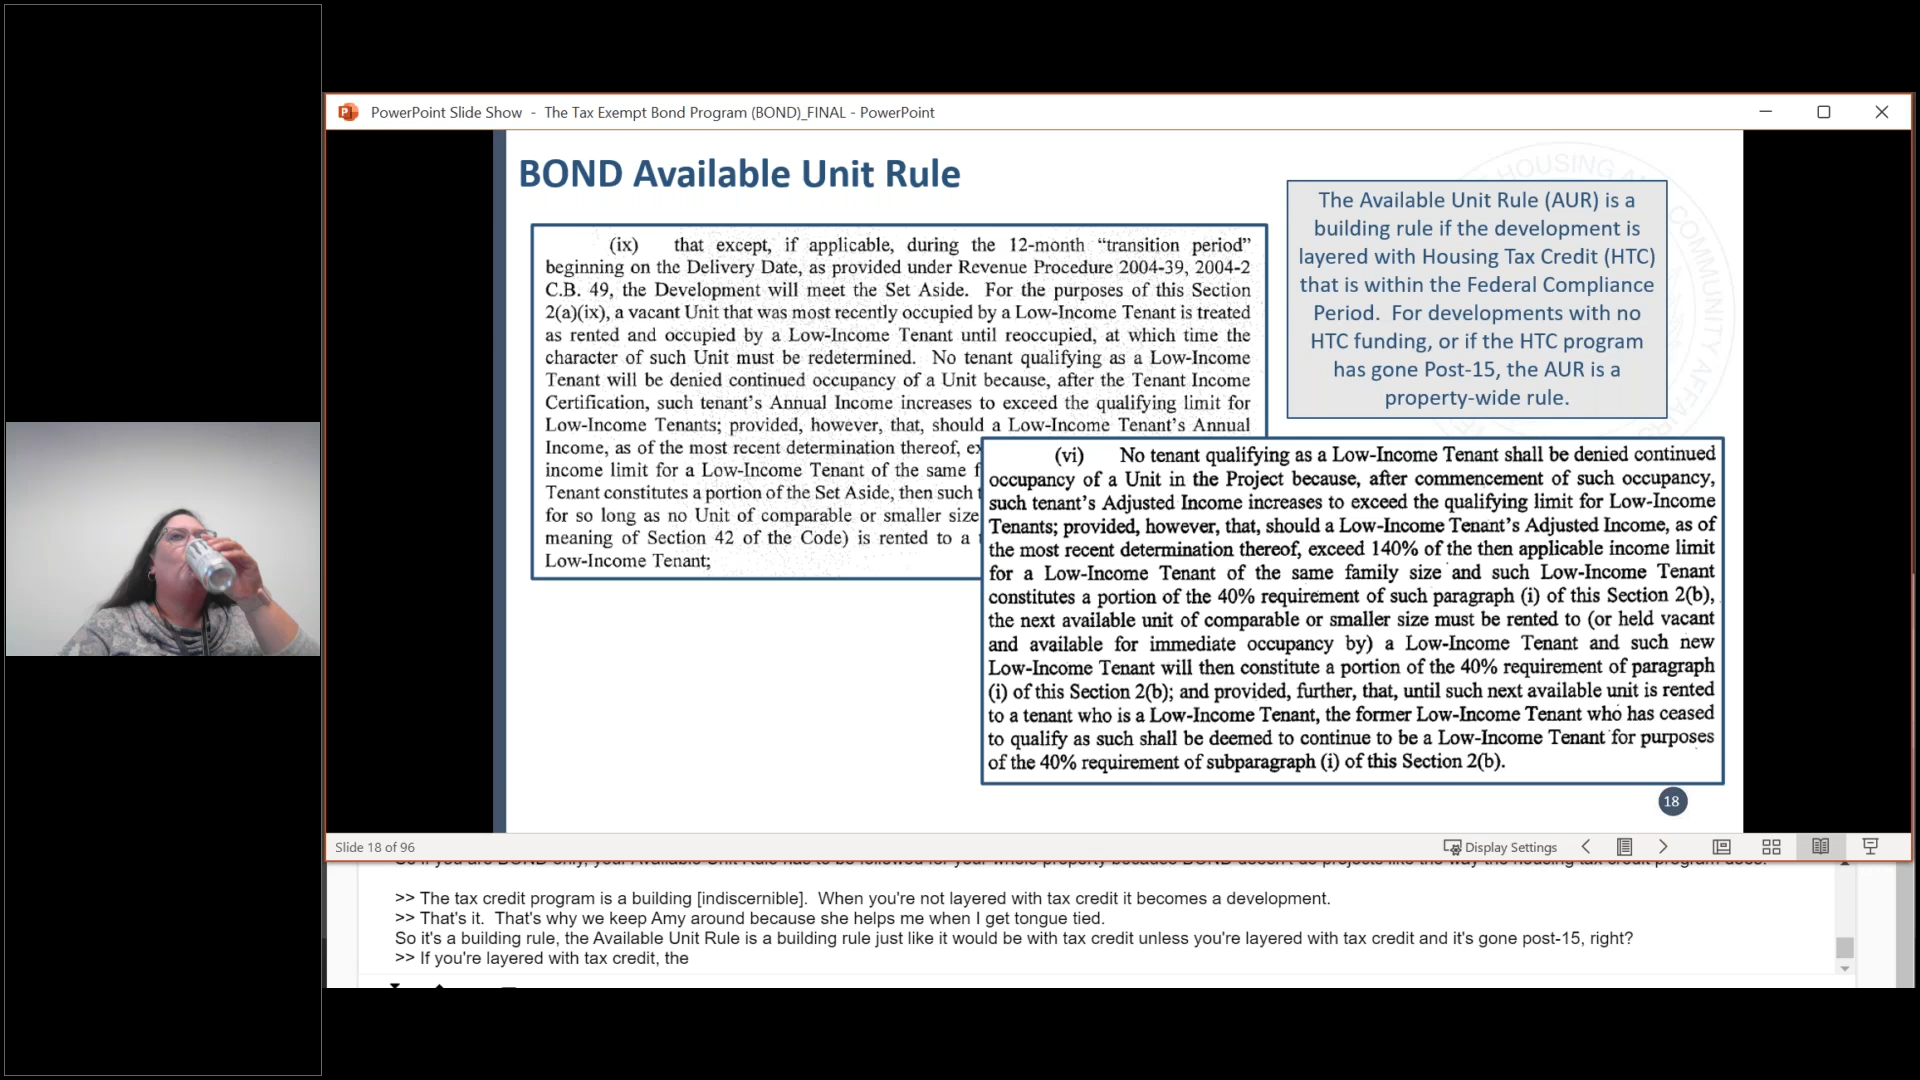 PowerPoint Slide Show - The Tax Exempt Bond Program (BOND)_FINAL - PowerPoint
BOND Available Unit Rule
The Available Unit Rule (AUR) is a
building rule if the development is
layered with Housing Tax Credit (HTC)
that is within the Federal Compliance
Period. For developments with no
HTC funding, or if the HTC program
has gone Post-15, the AUR is a
property-wide rule.
(ix) that except, if applicable, during the 12-month “transition period”
beginning on the Delivery Date, as provided under Revenue Procedure 2004-39, 2004-2
C.B. 49, the Development will meet the Set Aside. For the purposes of this Section
2(a)(ix), a vacant Unit that was most recently occupied by a Low-Income Tenant is treated
as rented and occupied by a Low-Income Tenant until reoccupied, at which time the
character of such Unit must be redetermined. No tenant qualifying as a Low-Income
Tenant will be denied continued occupancy of a Unit because, after the Tenant Income
Certification, such tenant’s Annual Income increases to exceed the qualifying limit for
Low-Income Tenants; provided, however, that, should a Low-Income Tenant’s Annual
Income, as of the most recent determination thereof, ex
income limit for a Low-Income Tenant of the same f
Tenant constitutes a portion of the Set Aside, then such t
for so long as no Unit of comparable or smaller size
meaning of Section 42 of the Code) is rented to a
Low-Income Tenant;
(vi) No tenant qualifying as a Low-Income Tenant shall be denied continued
occupancy of a Unit in the Project because, after commencement of such occupancy,
such tenant’s Adjusted Income increases to exceed the qualifying limit for Low-Income
Tenants; provided, however, that, should a Low-Income Tenant’s Adjusted Income, as of
the most recent determination thereof, exceed 140% of the then applicable income limit
for a Low-Income Tenant of the same family size and such Low-Income Tenant
constitutes a portion of the 40% requirement of such paragraph (i) of this Section 2(b),
the next available unit of comparable or smaller size must be rented to (or held vacant
and available for immediate occupancy by) a Low-Income Tenant and such new
Low-Income Tenant will then constitute a portion of the 40% requirement of paragraph
(i) of this Section 2(b); and provided, further, that, until such next available unit is rented
to a tenant who is a Low-Income Tenant, the former Low-Income Tenant who has ceased
to qualify as such shall be deemed to continue to be a Low-Income Tenant for purposes
of the 40% requirement of subparagraph (i) of this Section 2(b).
18
Slide 18 of 96
Display Settings
>> The tax credit program is a building [indiscernible]. When you're not layered with tax credit it becomes a development.
>> That's it. That's why we keep Amy around because she helps me when I get tongue tied.
So it's a building rule, the Available Unit Rule is a building rule just like it would be with tax credit unless you're layered with tax credit and it's gone post-15, right?
>> If you're layered with tax credit, the